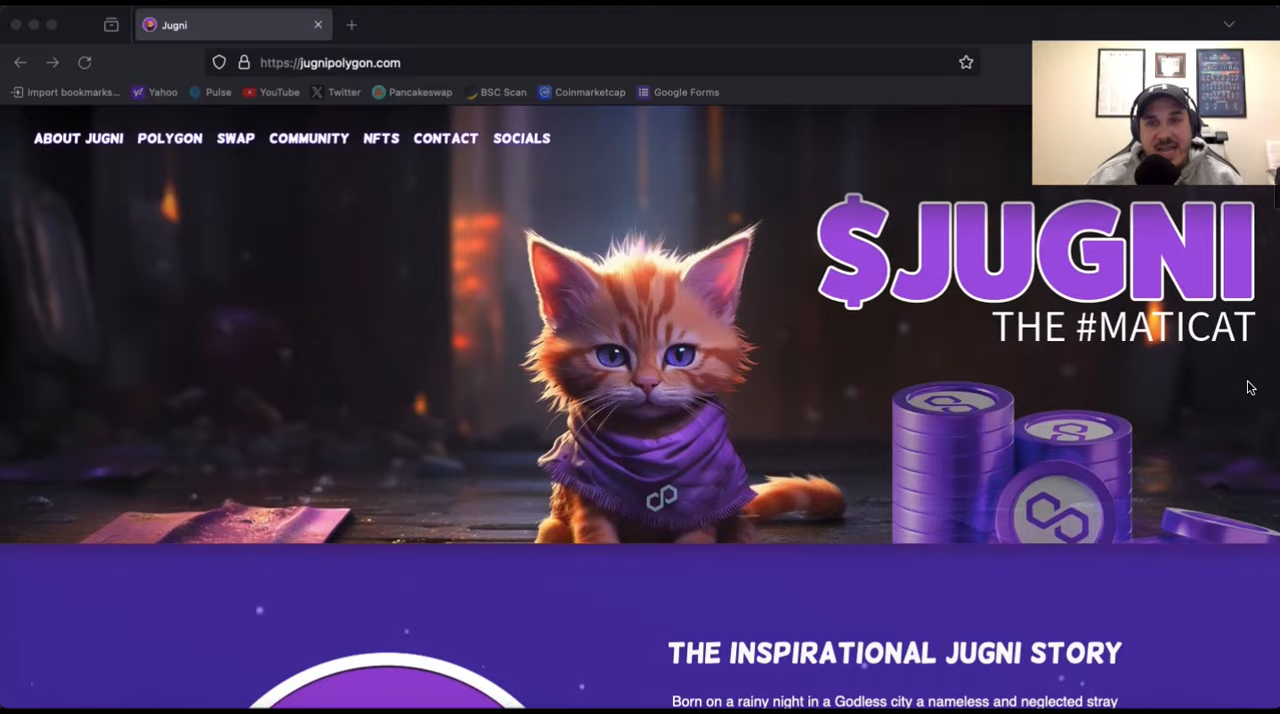 Jugni
https://jugnipolygon.com
Import bookmarks... Yahoo Pulse YouTube Twitter Pancakeswap BSC Scan Coinmarketcap Google Forms
ABOUT JUGNI POLYGON SWAP COMMUNITY NFTS CONTACT SOCIALS
$JUGNI
THE #MATICAT
THE INSPIRATIONAL JUGNI STORY
Born on a rainy night in a Godless city a nameless and neglected stray